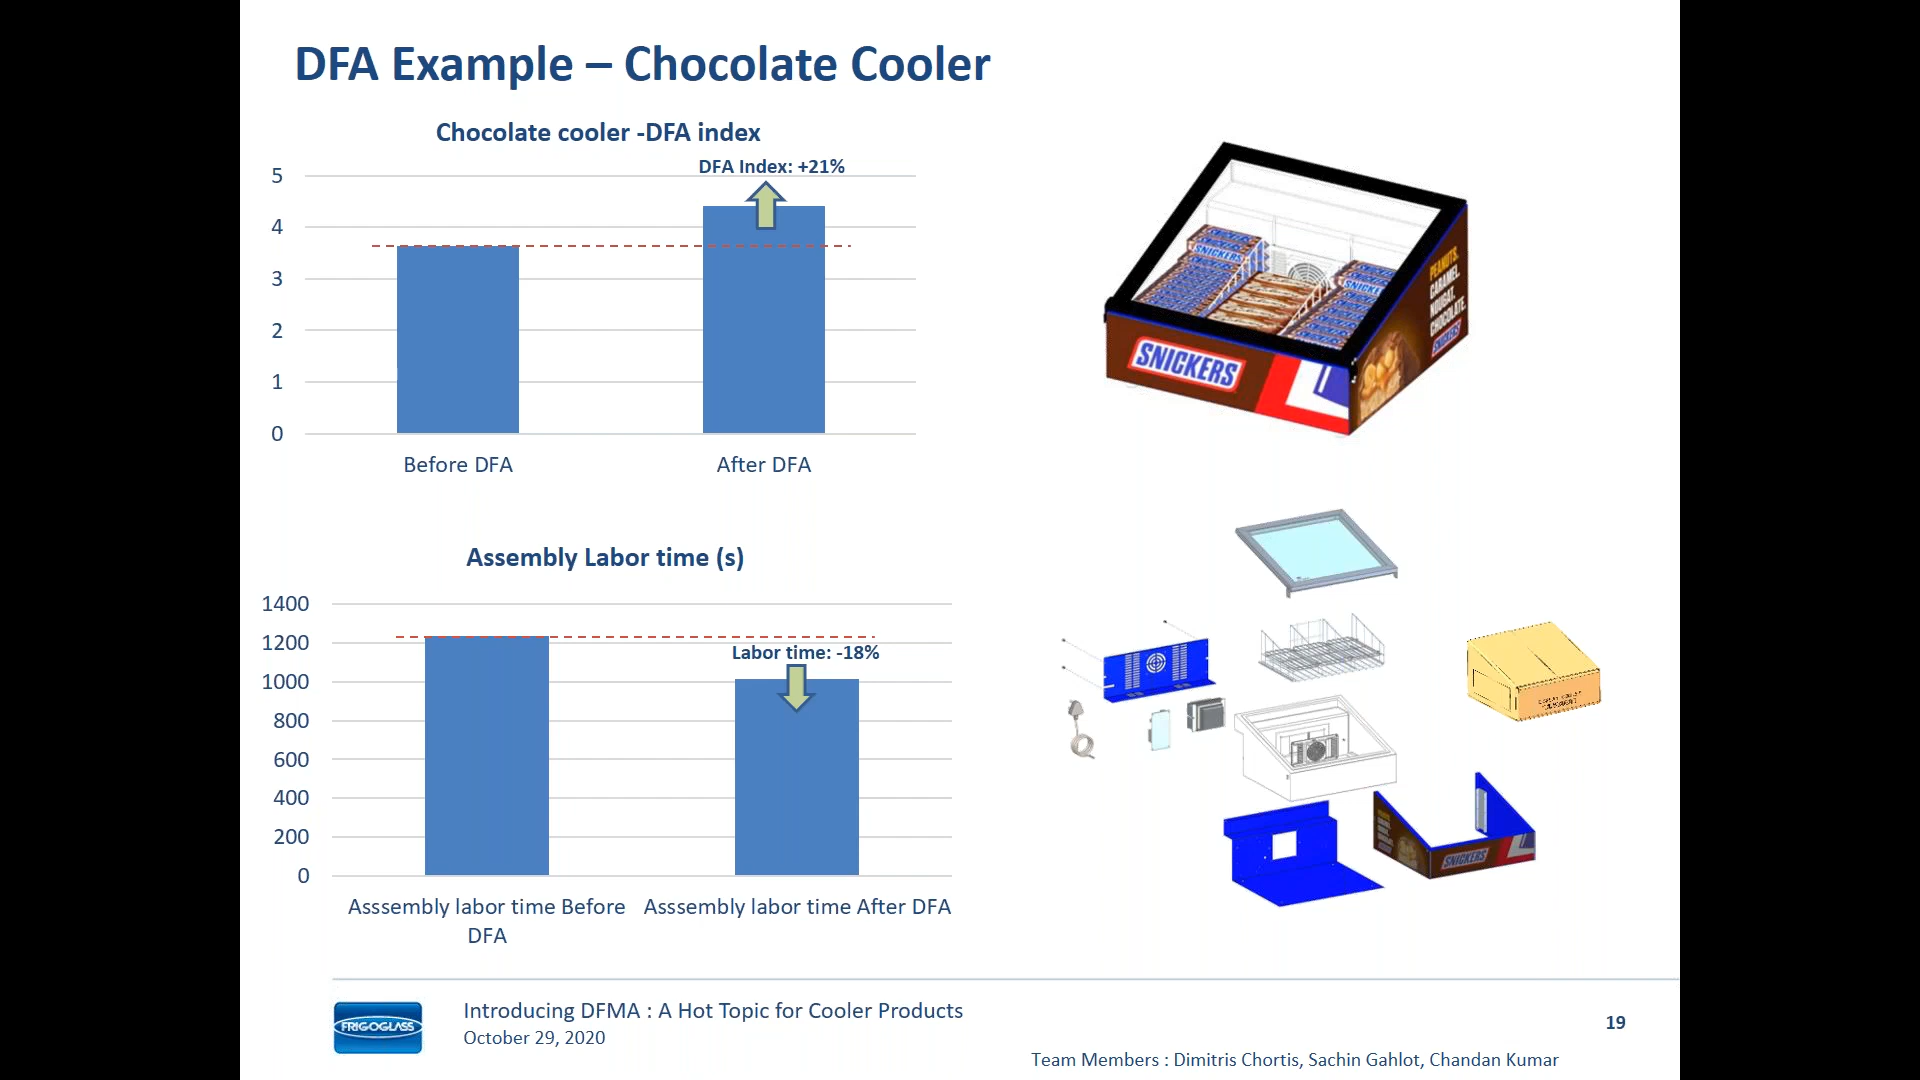 DFA Example – Chocolate Cooler
Chocolate cooler -DFA index
DFA Index: +21%
5
4
3
2
1
0
Before DFA
After DFA
SNICKERS
SNICKERS
PEANUTS.
CARAMEL.
NOUGAT.
CHOCOLATE.
SNICKERS
SNICKERS
Assembly Labor time (s)
1400
1200
1000
800
600
400
200
0
Labor time: -18%
Asssembly labor time Before
DFA
Asssembly labor time After DFA
SNICKERS
FRIGOGLASS
Introducing DFMA : A Hot Topic for Cooler Products
October 29, 2020
19
Team Members : Dimitris Chortis, Sachin Gahlot, Chandan Kumar